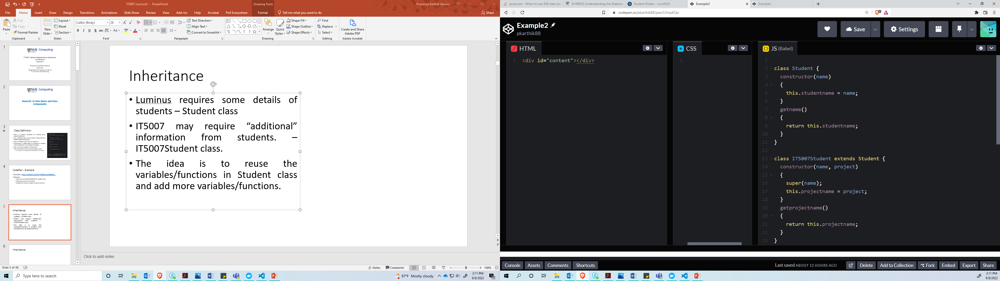 IT5007-Lecture5 - PowerPoint
Drawing Tools
Prasanna Karthik Vairam
File Home Insert Draw Design Transitions Animations Slide Show Review View Add-ins Help Acrobat Poll Everywhere Format Tell me what you want to do Share
Paste
Cut
Copy
Format Painter
Clipboard
New
Slide
Layout
Reset
Section
Slides
Calibri (Body) 28
B I U S abc AV Aa A
Font
Text Direction
Align Text
Convert to SmartArt
Paragraph
Arrange
Quick
Styles
Shape Fill
Shape Outline
Shape Effects
Drawing
Find
Replace
Select
Editing
Create and Share
Adobe PDF
Adobe Acrobat
1
NUS Computing
IT 5007: Software Engineering on Application
Architecture
Lecture-4
Prasanna Karthik Vairam
Lecturer
Department of Computer Science
NUS School of Computing
2
NUS Computing
React/JS: JS Class Basics and Class
Components
3
Class Definition
4
CodePen - Example
5
Inheritance
• Luminus requires some details of
students – Student class
• IT5007 may require “additional”
information from students. –
IT5007Student class.
• The idea is to reuse the
variables/functions in Student class
and add more variables/functions.
6
Inheritance
Inheritance
• Luminus requires some details of
students – Student class
• IT5007 may require “additional”
information from students. –
IT5007Student class.
• The idea is to reuse the
variables/functions in Student class
and add more variables/functions.
Click to add notes
Slide 5 of 48
Notes Comments 108%
Type here to search
87°F Mostly cloudy
2:11 PM
9/8/2022
javascript - When to use ES6 class bas
[HYBRID] Understanding the Metavers
Student Roster - LumiNUS
Example2
Example1
codepen.io/pkarthik88/pen/LYmpKQo
Example2
pkarthik88
Save Settings
HTML
1 <div id="content"></div>
CSS
1
JS (Babel)
1
2 class Student {
3 constructor(name)
4 {
5 this.studentname = name;
6 }
7 getname()
8 {
9 return this.studentname;
10 }
11 }
12
13 class IT5007Student extends Student {
14 constructor(name, project)
15 {
16 super(name);
17 this.projectname = project;
18 }
19 getprojectname()
20 {
21 return this.projectname;
22 }
23 }
Console Assets Comments Shortcuts
Last saved ABOUT 12 HOURS AGO
Delete Add to Collection Fork Embed Export Share
2:11 PM
9/8/2022